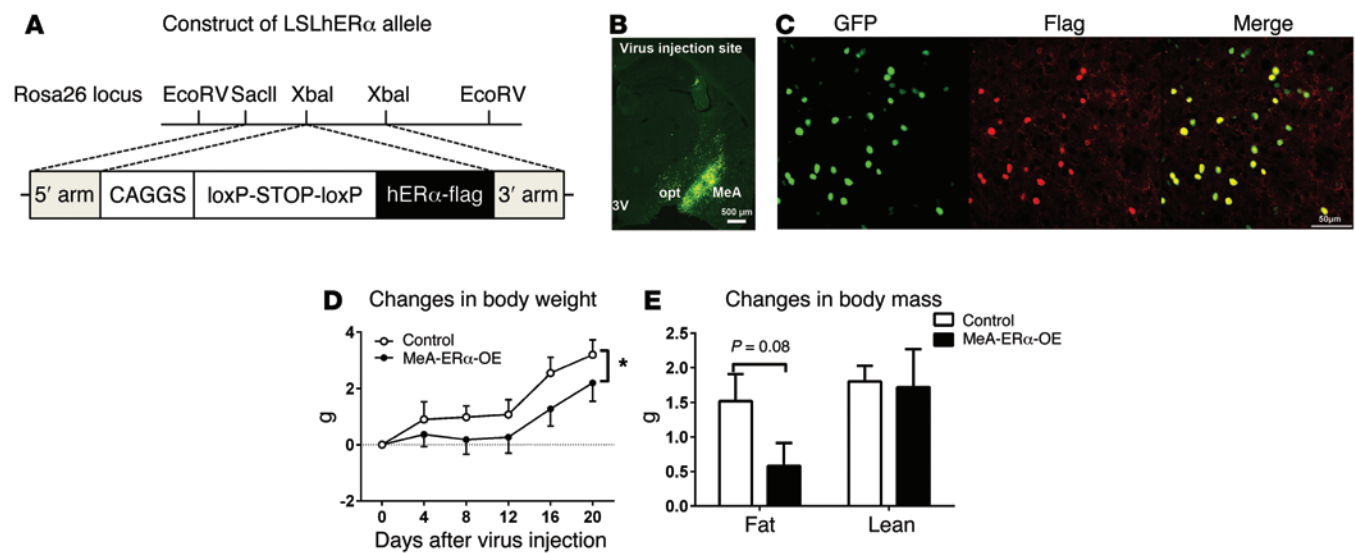 A Construct of LSLhERα allele
Rosa26 locus EcoRV SacII XbaI XbaI EcoRV
5′ arm CAGGS loxP-STOP-loxP hERα-flag 3′ arm
B
Virus injection site
opt MeA
3V 500 µm
C GFP Flag Merge
50µm
D Changes in body weight
Control
MeA-ERα-OE
*
g
4
2
0
-2
0 4 8 12 16 20
Days after virus injection
E Changes in body mass
Control
MeA-ERα-OE
P = 0.08
g
2.5
2.0
1.5
1.0
0.5
0.0
Fat Lean